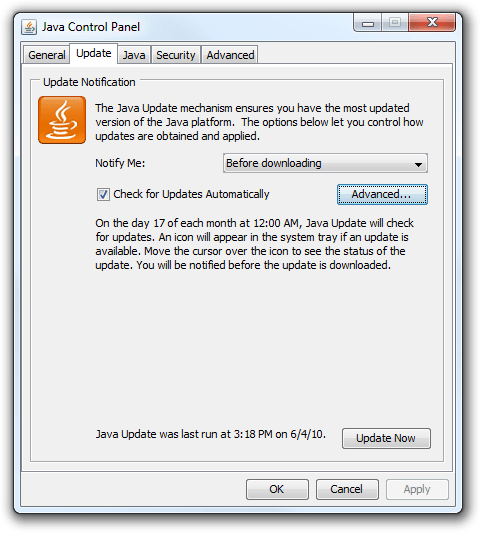 Java Control Panel
General Update Java Security Advanced
Update Notification
The Java Update mechanism ensures you have the most updated
version of the Java platform. The options below let you control how
updates are obtained and applied.
Notify Me: Before downloading
Check for Updates Automatically Advanced...
On the day 17 of each month at 12:00 AM, Java Update will check
for updates. An icon will appear in the system tray if an update is
available. Move the cursor over the icon to see the status of the
update. You will be notified before the update is downloaded.
Java Update was last run at 3:18 PM on 6/4/10. Update Now
OK Cancel Apply